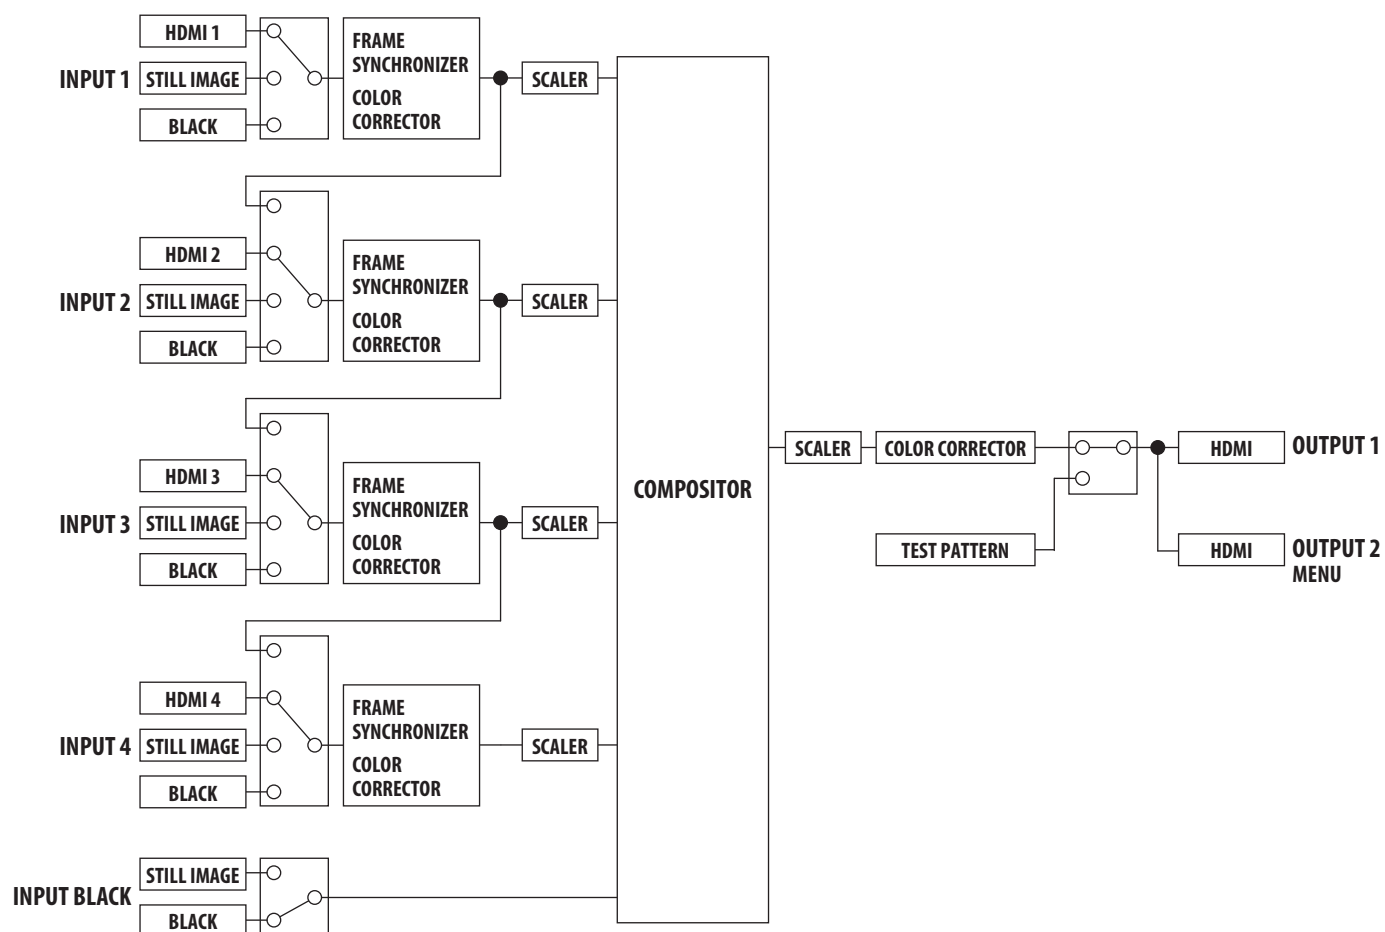 HDMI 1
INPUT 1
STILL IMAGE
BLACK
FRAME
SYNCHRONIZER
COLOR
CORRECTOR
SCALER
HDMI 2
INPUT 2
STILL IMAGE
BLACK
FRAME
SYNCHRONIZER
COLOR
CORRECTOR
SCALER
HDMI 3
INPUT 3
STILL IMAGE
BLACK
FRAME
SYNCHRONIZER
COLOR
CORRECTOR
SCALER
HDMI 4
INPUT 4
STILL IMAGE
BLACK
FRAME
SYNCHRONIZER
COLOR
CORRECTOR
SCALER
INPUT BLACK
STILL IMAGE
BLACK
COMPOSITOR
SCALER
COLOR CORRECTOR
TEST PATTERN
HDMI
OUTPUT 1
HDMI
OUTPUT 2
MENU